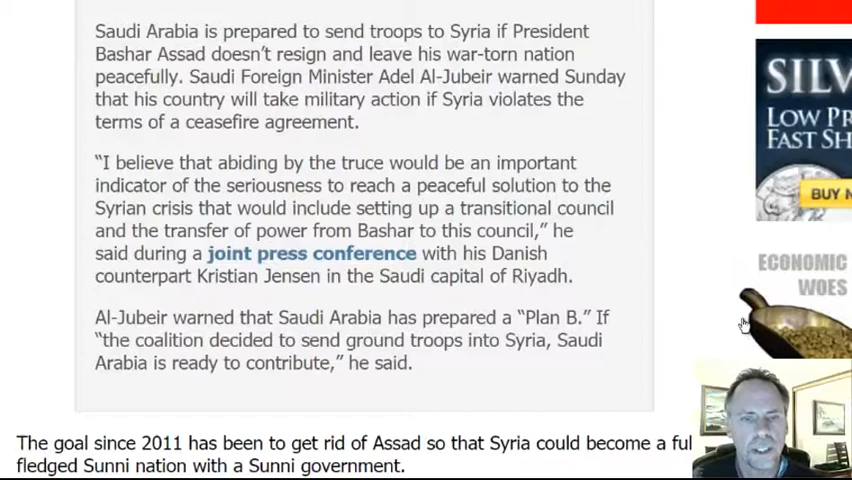 Saudi Arabia is prepared to send troops to Syria if President
Bashar Assad doesn't resign and leave his war-torn nation
peacefully. Saudi Foreign Minister Adel Al-Jubeir warned Sunday
that his country will take military action if Syria violates the
terms of a ceasefire agreement.
“I believe that abiding by the truce would be an important
indicator of the seriousness to reach a peaceful solution to the
Syrian crisis that would include setting up a transitional council
and the transfer of power from Bashar to this council,” he
said during a joint press conference with his Danish
counterpart Kristian Jensen in the Saudi capital of Riyadh.
Al-Jubeir warned that Saudi Arabia has prepared a “Plan B.” If
“the coalition decided to send ground troops into Syria, Saudi
Arabia is ready to contribute,” he said.
The goal since 2011 has been to get rid of Assad so that Syria could become a ful
fledged Sunni nation with a Sunni government.
SILV
LOW PR
FAST SH
BUY N
ECONOMIC
WOES